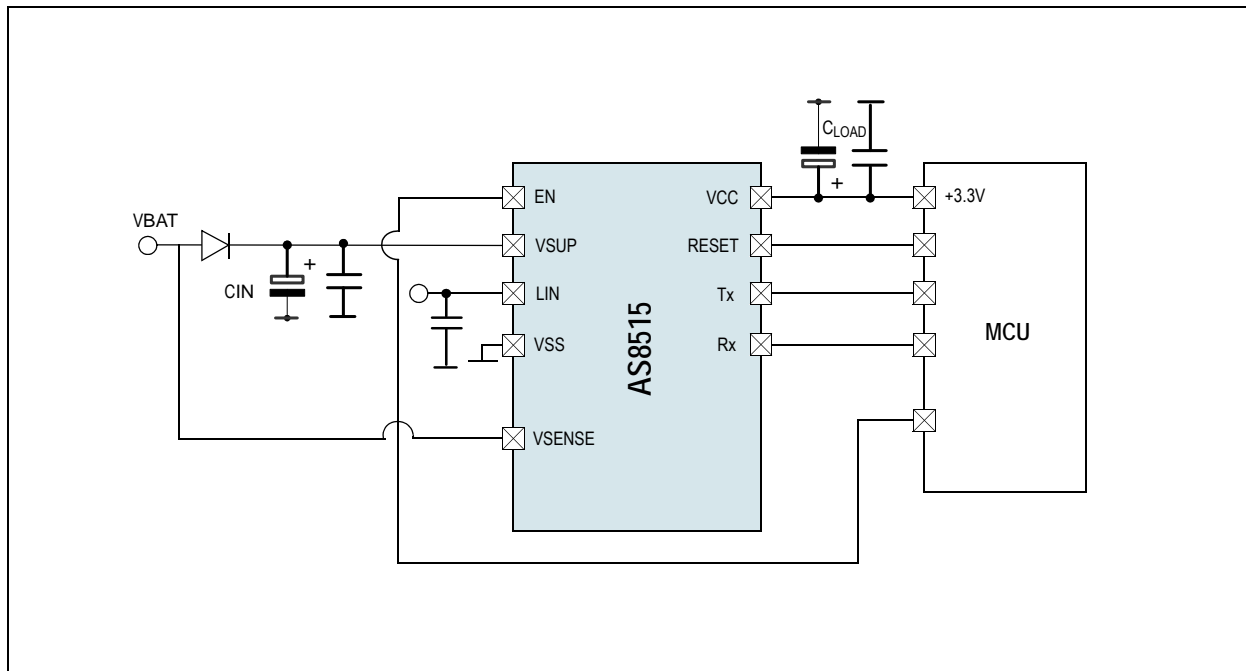 VBAT
CIN
+
EN
VSUP
LIN
VSS
VSENSE
AS8515
VCC
RESET
Tx
Rx
CLOAD
+
+3.3V
MCU